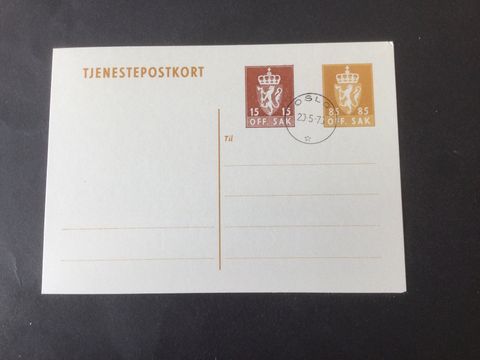 TJENESTEPOSTKORT
15 15
OFF. SAK
85 85
OFF. SAK
OSLO
Til